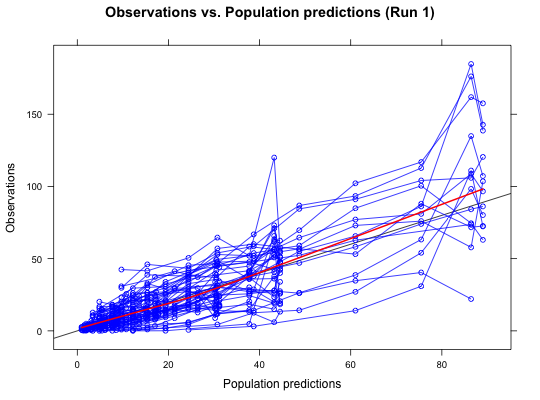 Observations vs. Population predictions (Run 1)
150
100
50
0
Observations
0 20 40 60 80
Population predictions